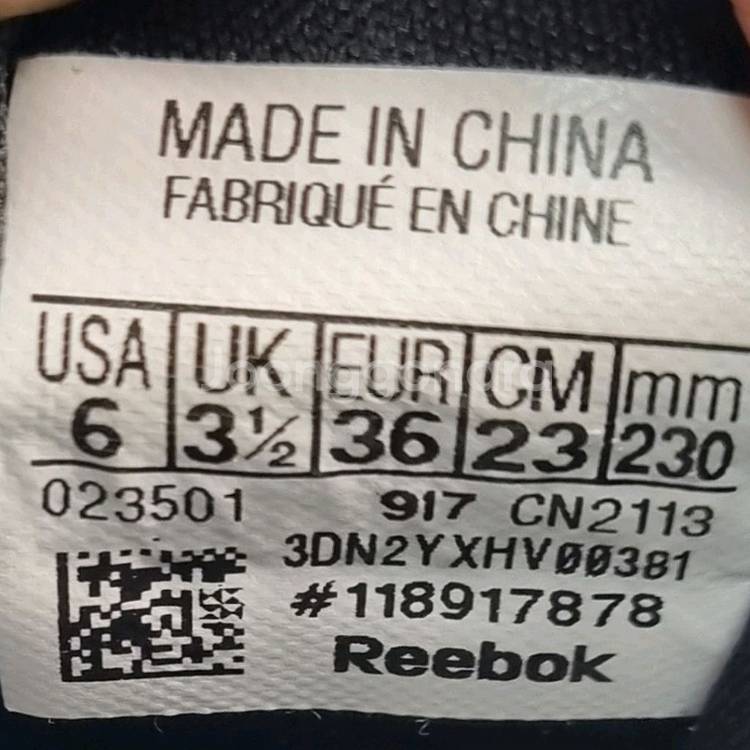 MADE IN CHINA
FABRIQUÉ EN CHINE
USA UK EUR CM mm
6 3½ 36 23 230
023501 917 CN2113
3DN2YXHV00381
#118917878
Reebok